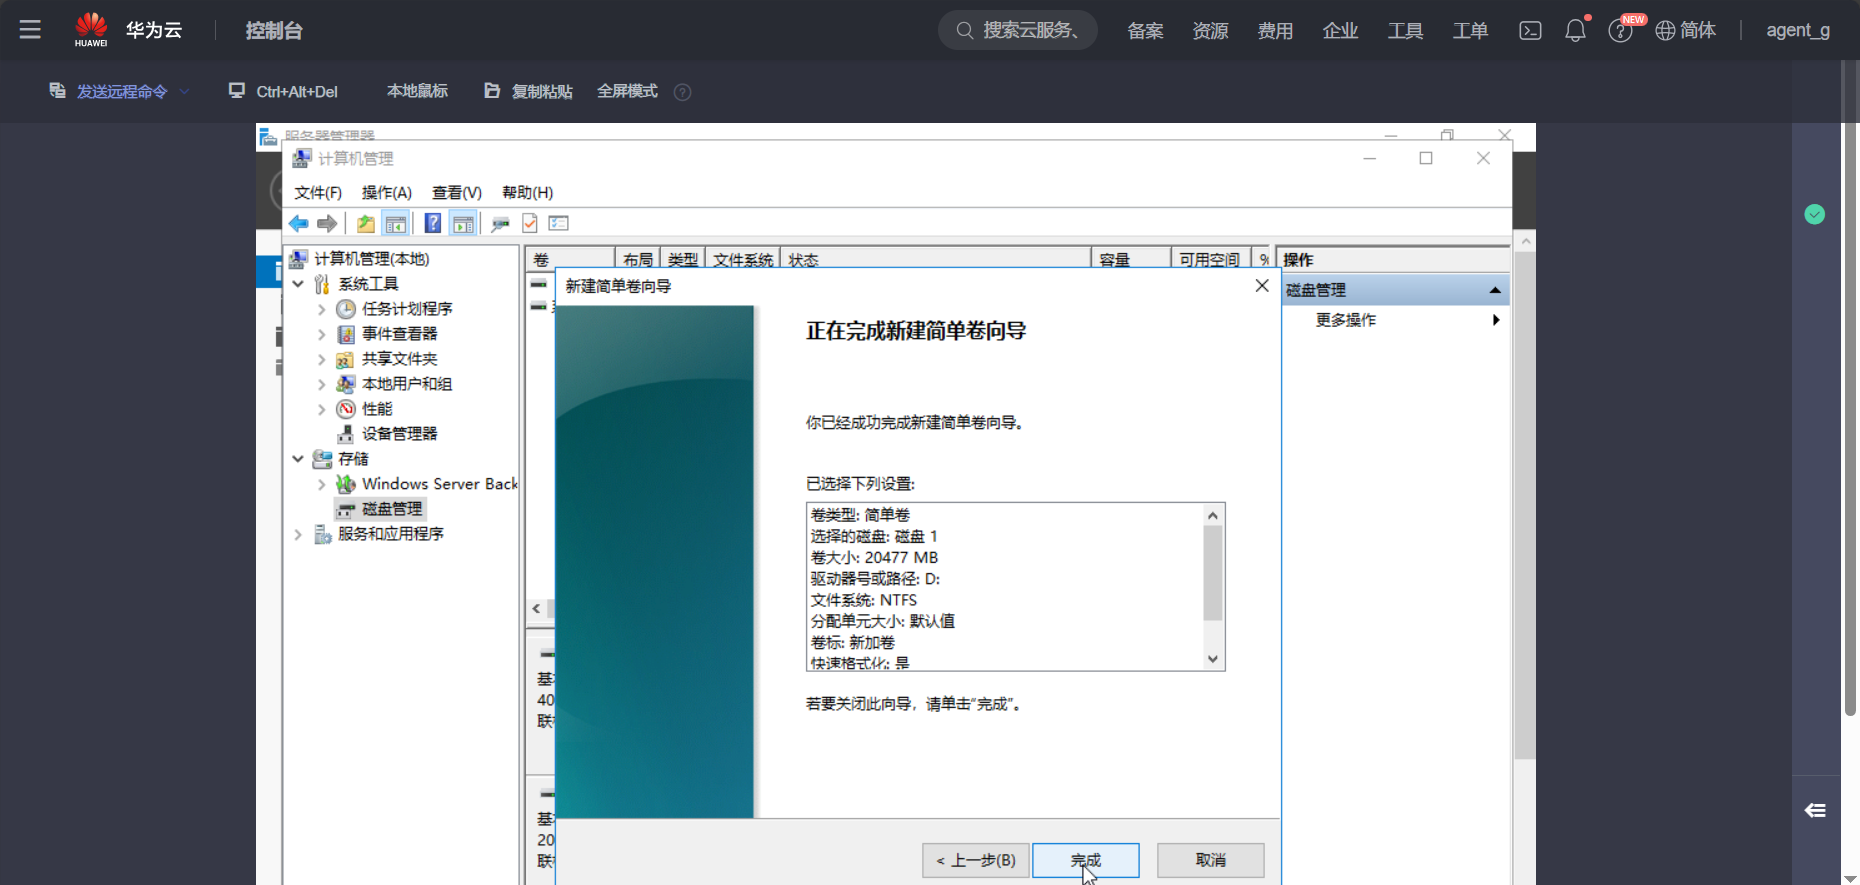 HUAWEI
华为云
控制台
搜索云服务、
备案
资源
费用
企业
工具
工单
NEW
简体
agent_g
发送远程命令
Ctrl+Alt+Del
本地鼠标
复制粘贴
全屏模式
服务器管理器
计算机管理
文件(F) 操作(A) 查看(V) 帮助(H)
计算机管理(本地)
系统工具
任务计划程序
事件查看器
共享文件夹
本地用户和组
性能
设备管理器
存储
Windows Server Back
磁盘管理
服务和应用程序
卷 布局 类型 文件系统 状态 容量 可用空间 %
操作
磁盘管理
更多操作
新建简单卷向导
正在完成新建简单卷向导
你已经成功完成新建简单卷向导。
已选择下列设置:
卷类型: 简单卷
选择的磁盘: 磁盘 1
卷大小: 20477 MB
驱动器号或路径: D:
文件系统: NTFS
分配单元大小: 默认值
卷标: 新加卷
快速格式化: 是
若要关闭此向导，请单击“完成”。
< 上一步(B)
完成
取消
基
40
联
基
20
联